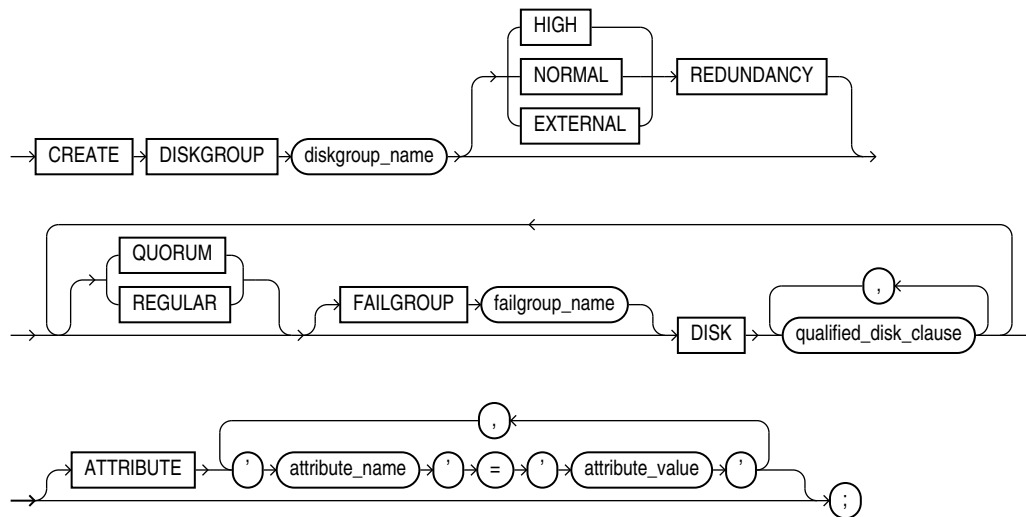 HIGH
NORMAL REDUNDANCY
EXTERNAL
CREATE DISKGROUP diskgroup_name
QUORUM ,
REGULAR FAILGROUP failgroup_name
DISK qualified_disk_clause
,
ATTRIBUTE ' attribute_name ' = ' attribute_value '
;